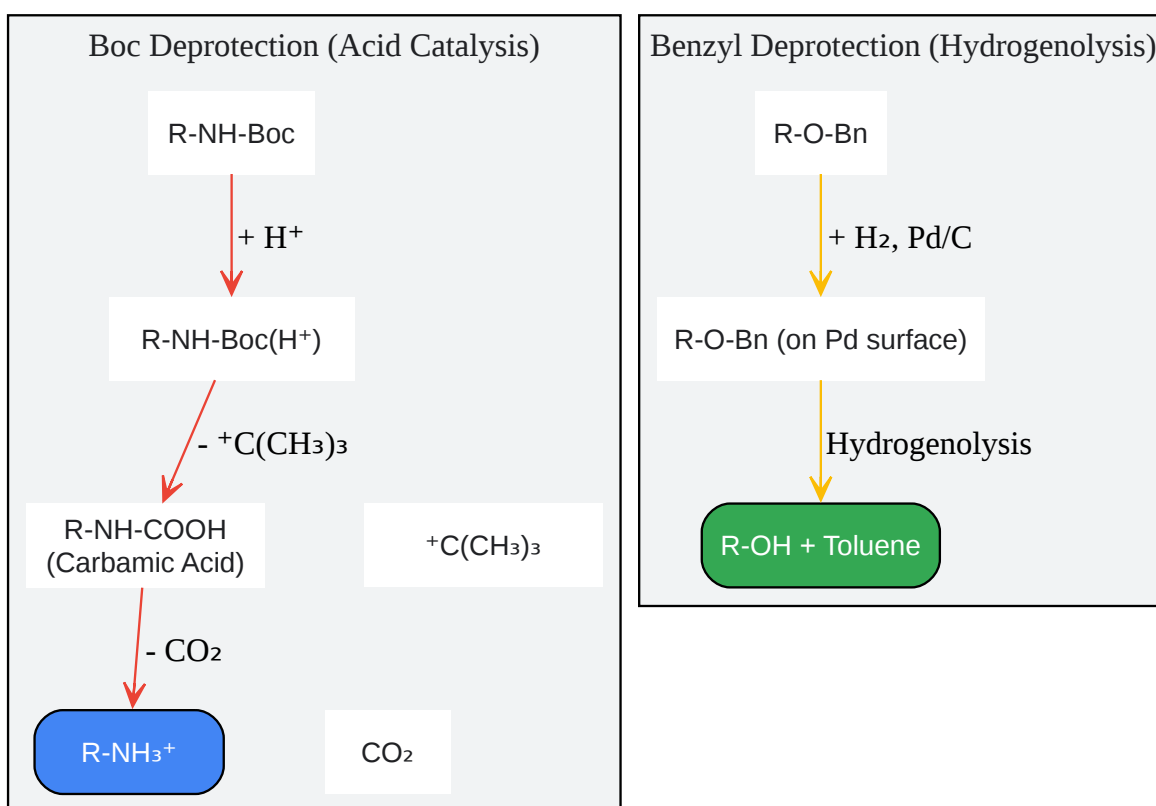 Boc Deprotection (Acid Catalysis)
R-NH-Boc
+ H⁺
R-NH-Boc(H⁺)
- ⁺C(CH₃)₃
R-NH-COOH
(Carbamic Acid)
⁺C(CH₃)₃
- CO₂
R-NH₃⁺
CO₂
Benzyl Deprotection (Hydrogenolysis)
R-O-Bn
+ H₂, Pd/C
R-O-Bn (on Pd surface)
Hydrogenolysis
R-OH + Toluene